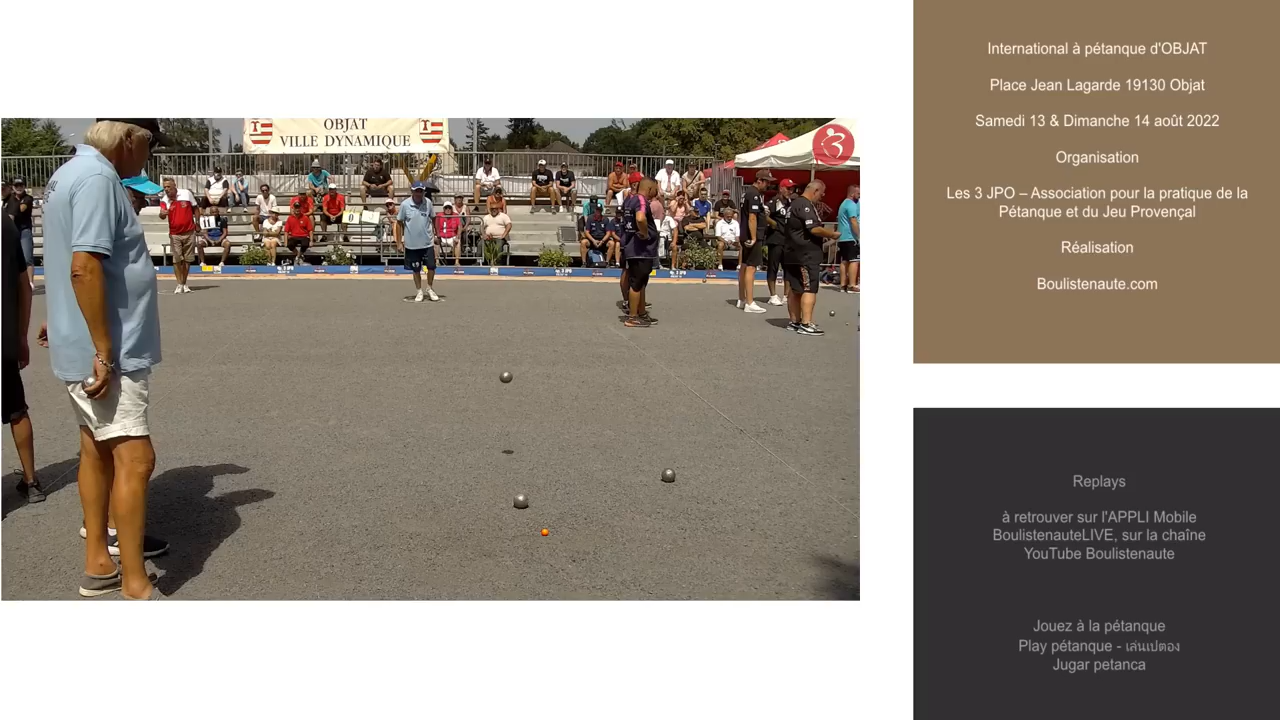 OBJAT
VILLE DYNAMIQUE
International à pétanque d'OBJAT
Place Jean Lagarde 19130 Objat
Samedi 13 & Dimanche 14 août 2022
Organisation
Les 3 JPO – Association pour la pratique de la
Pétanque et du Jeu Provençal
Réalisation
Boulistenaute.com
Replays
à retrouver sur l'APPLI Mobile
BoulistenauteLIVE, sur la chaîne
YouTube Boulistenaute
Jouez à la pétanque
Play pétanque - เล่นเปตอง
Jugar petanca